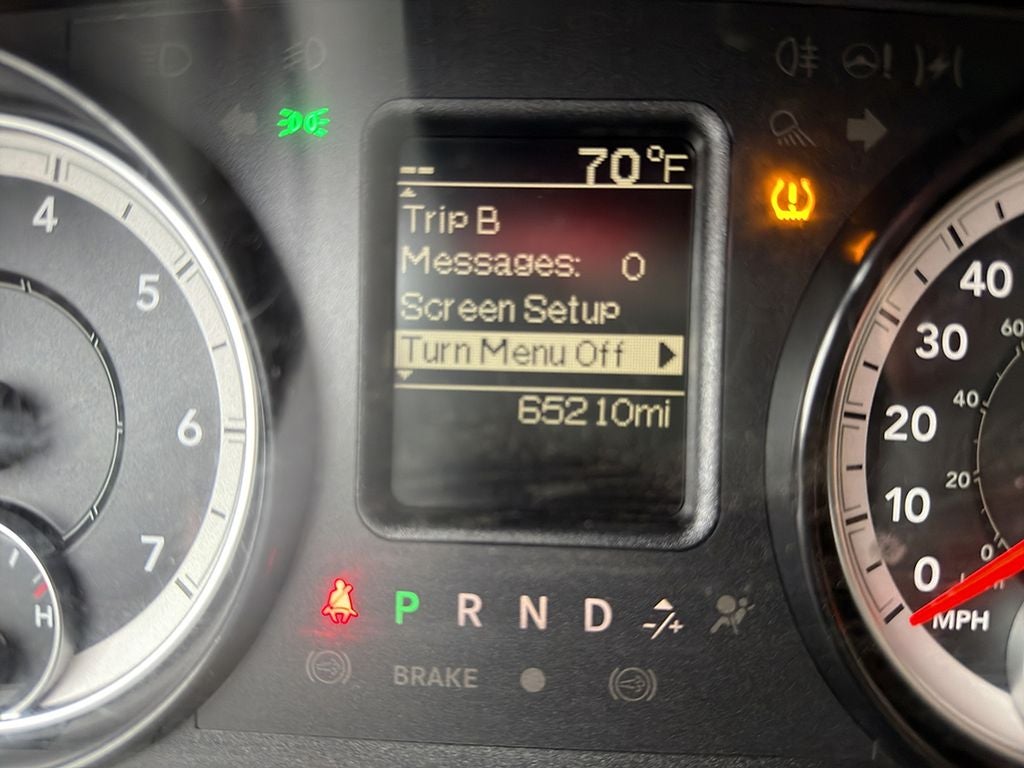 -- 70°F
Trip B
Messages: 0
Screen Setup
Turn Menu Off
65210mi
4
5
6
7
H
40
30
20
10
0
60
40
20
0
MPH
P R N D -/+
BRAKE